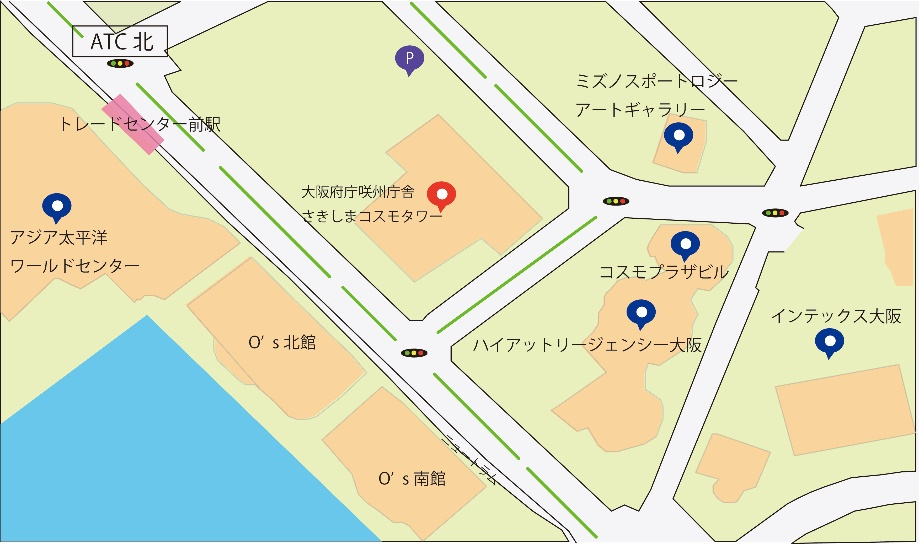 ATC 北
P
ミズノスポートロジー
アートギャラリー
トレードセンター前駅
大阪府庁咲州庁舎
さきしまコスモタワー
アジア太平洋
ワールドセンター
コスモプラザビル
インテックス大阪
O’s北館
ハイアットリージェンシー大阪
ニュートラム
O’s南館